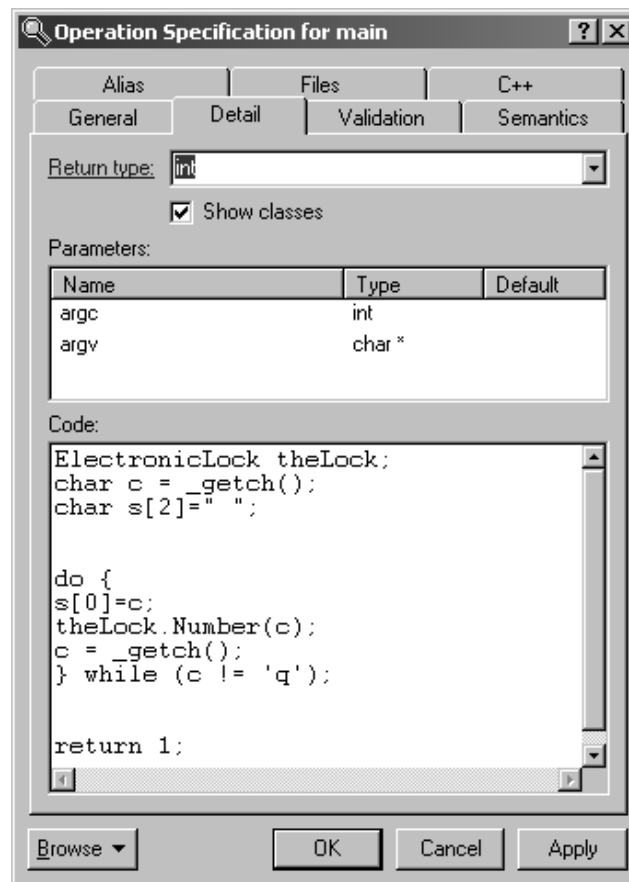 Operation Specification for main
Alias Files C++
General Detail Validation Semantics
Return type: int
Show classes
Parameters:
Name Type Default
argc int
argv char *
Code:
ElectronicLock theLock;
char c = _getch();
char s[2]=" ";
do {
s[0]=c;
theLock.Number(c);
c = _getch();
} while (c != 'q');
return 1;
Browse OK Cancel Apply